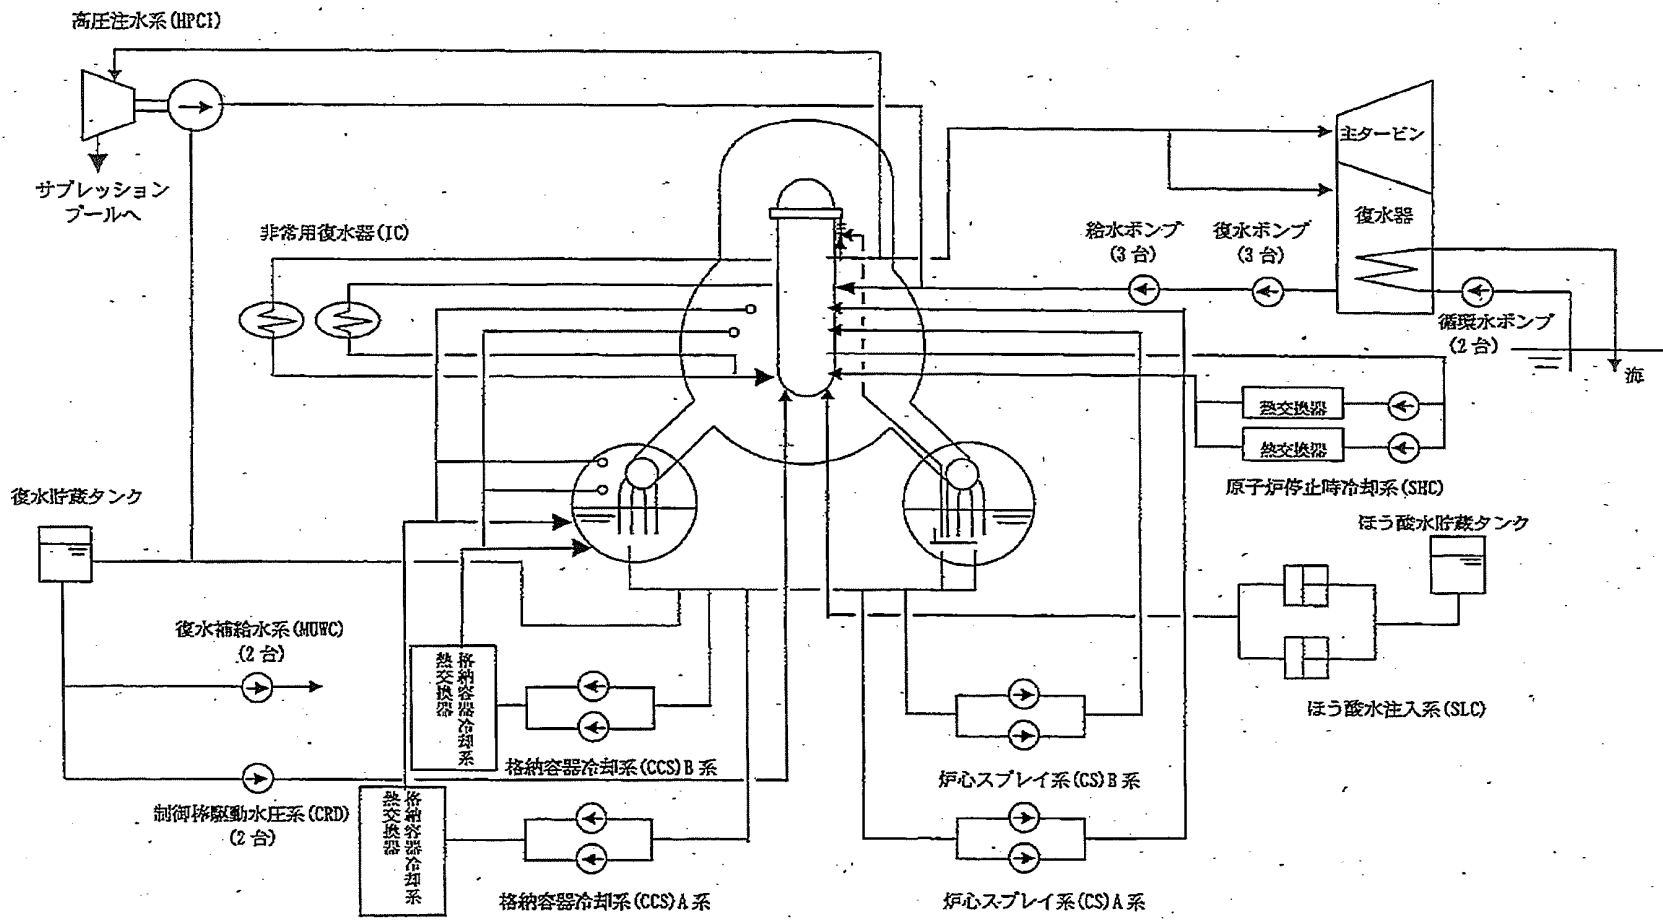 高圧注水系(HPCI)
サプレッション
プールへ
非常用復水器(IC)
主タービン
復水器
給水ポンプ
(3台)
復水ポンプ
(3台)
循環水ポンプ
(2台)
海
熱交換器
熱交換器
原子炉停止時冷却系(SHC)
復水貯蔵タンク
ほう酸水貯蔵タンク
復水補給水系(MUWC)
(2台)
格納容器冷却系
熱交換器
格納容器冷却系(CCS)B系
ほう酸水注入系(SLC)
炉心スプレイ系(CS)B系
制御棒駆動水圧系(CRD)
(2台)
格納容器冷却系
熱交換器
格納容器冷却系(CCS)A系
炉心スプレイ系(CS)A系